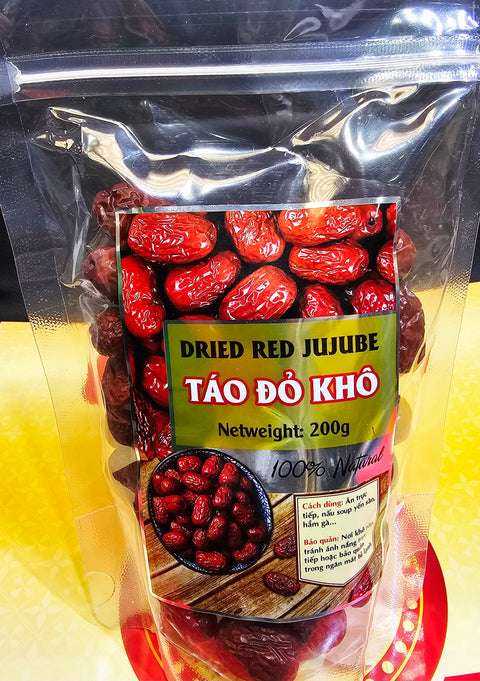 DRIED RED JUJUBE
TÁO ĐỎ KHÔ
Netweight: 200g
100% Natural
Cách dùng: Ăn trực
tiếp, nấu soup yến sào,
hầm gà...
Bảo quản: Nơi khô
tránh ánh nắng
tiếp hoặc bảo quản
trong ngăn mát tủ lạnh.